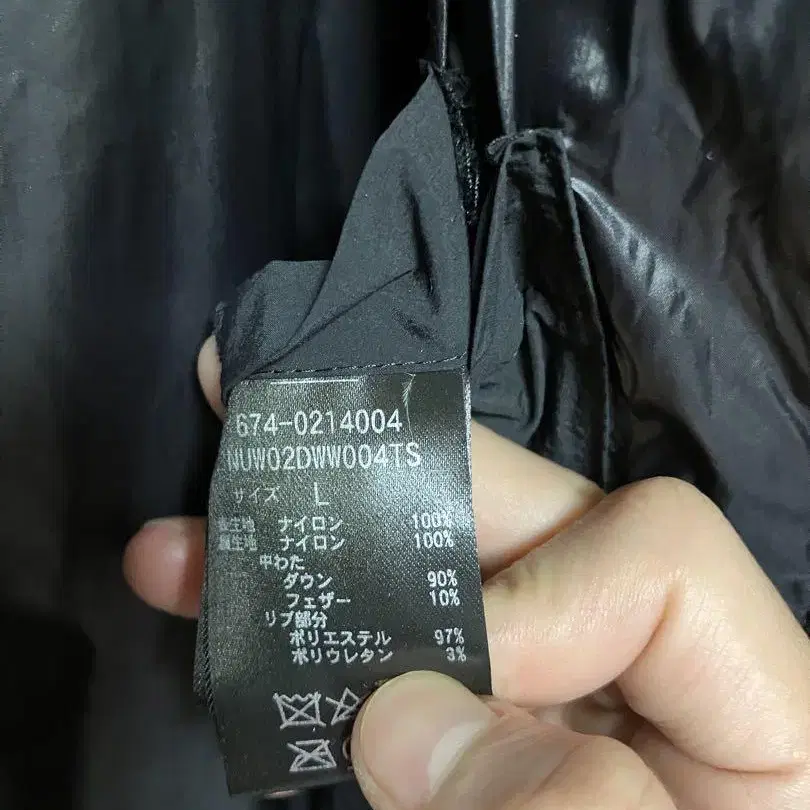 674-0214004
NUW02DWW004TS
サイズ L
表生地 ナイロン 100%
裏生地 ナイロン 100%
中わた
ダウン 90%
フェザー 10%
リブ部分
ポリエステル 97%
ポリウレタン 3%